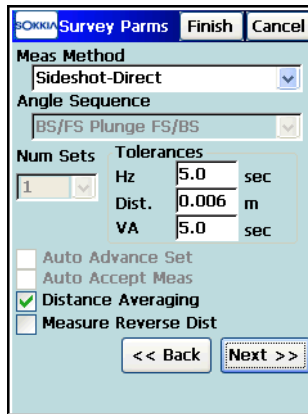 SOKKIA Survey Parms Finish Cancel
Meas Method
Sideshot-Direct
Angle Sequence
BS/FS Plunge FS/BS
Num Sets Tolerances
1 Hz 5.0 sec
Dist. 0.006 m
VA 5.0 sec
Auto Advance Set
Auto Accept Meas
Distance Averaging
Measure Reverse Dist
<< Back Next >>